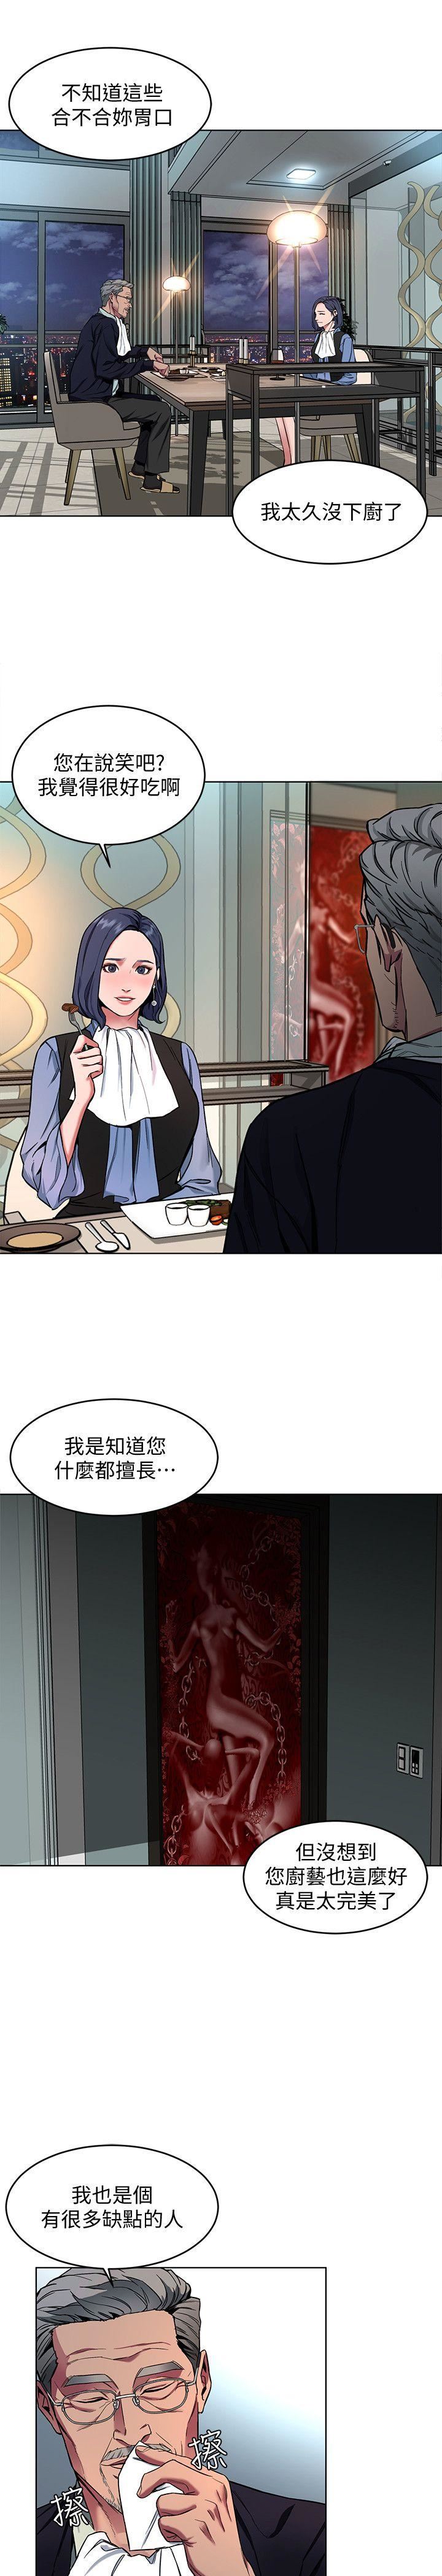 不知道這些
合不合妳胃口
我太久沒下廚了
您在說笑吧?
我覺得很好吃啊
我是知道您
什麼都擅長…
但沒想到
您廚藝也這麼好
真是太完美了
我也是個
有很多缺點的人
擦
擦